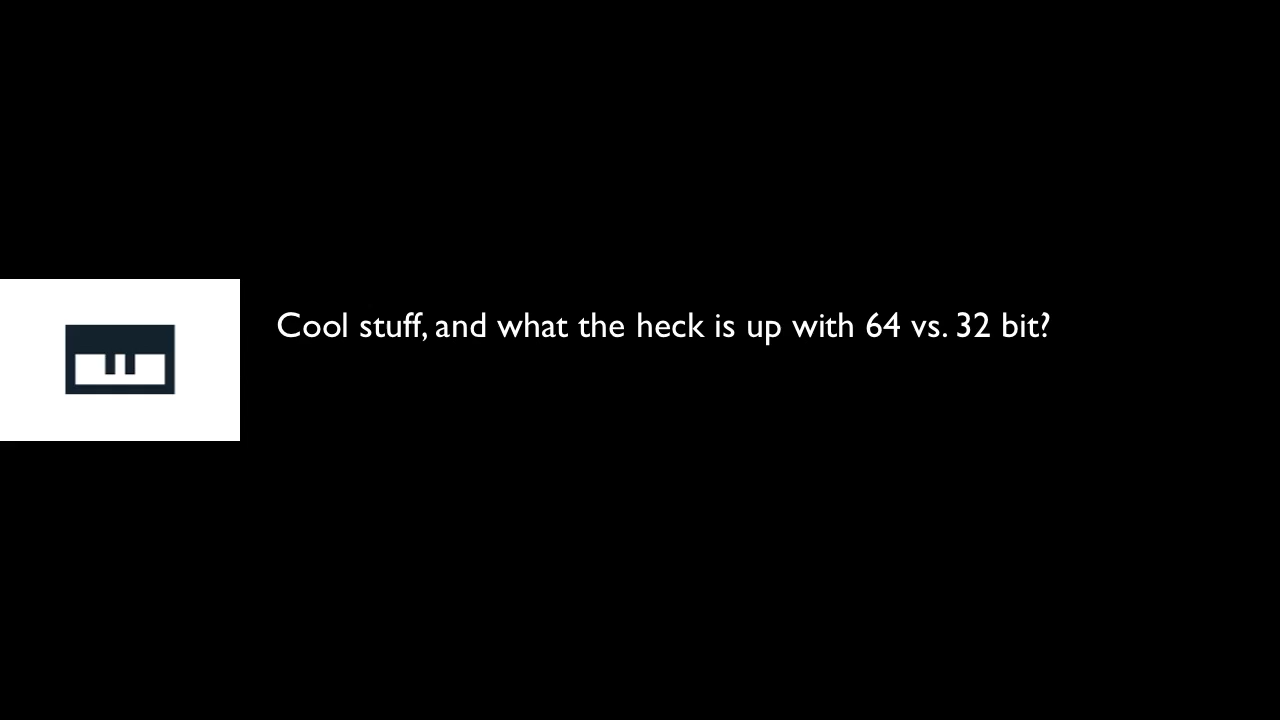 Cool stuff, and what the heck is up with 64 vs. 32 bit?